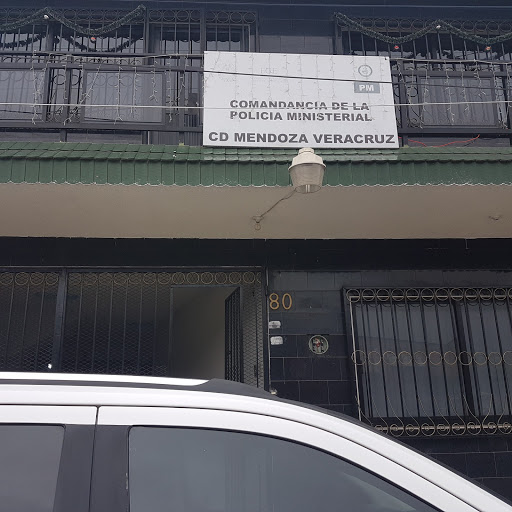 PM
COMANDANCIA DE LA
POLICIA MINISTERIAL
CD MENDOZA VERACRUZ
80